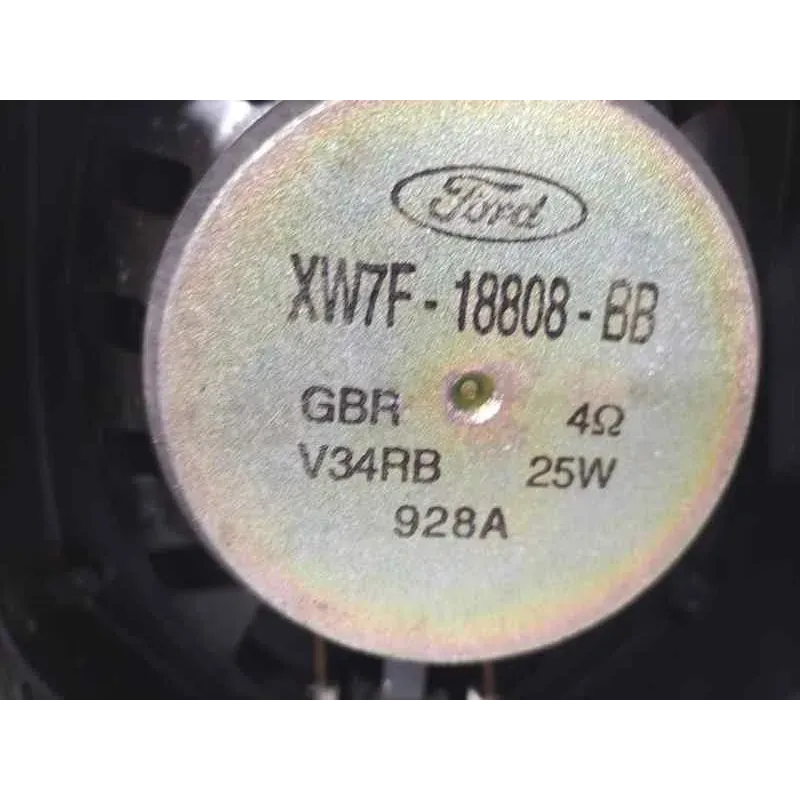 Ford
XW7F-18808-BB
GBR 4Ω
V34RB 25W
928A